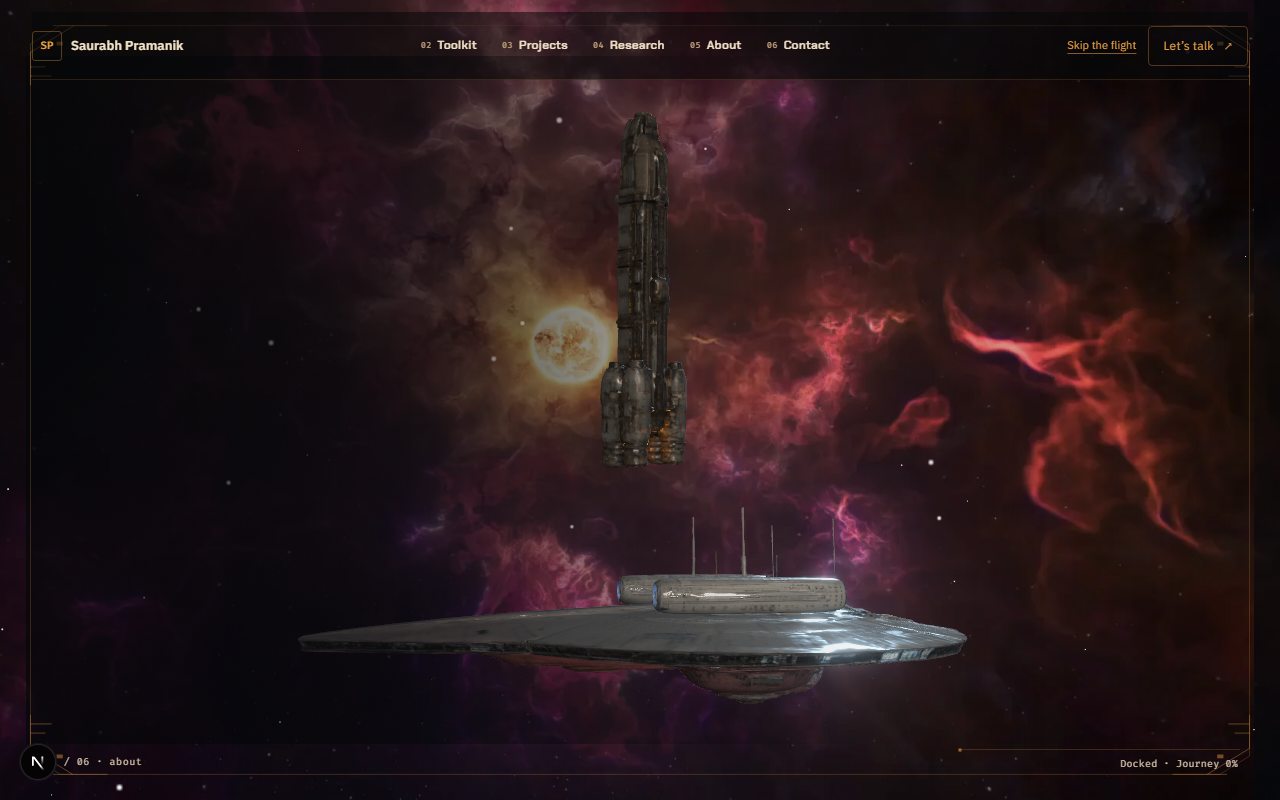 SP Saurabh Pramanik
02 Toolkit 03 Projects 04 Research 05 About 06 Contact
Skip the flight
Let's talk ↗
N / 06 · about
Docked · Journey 0%